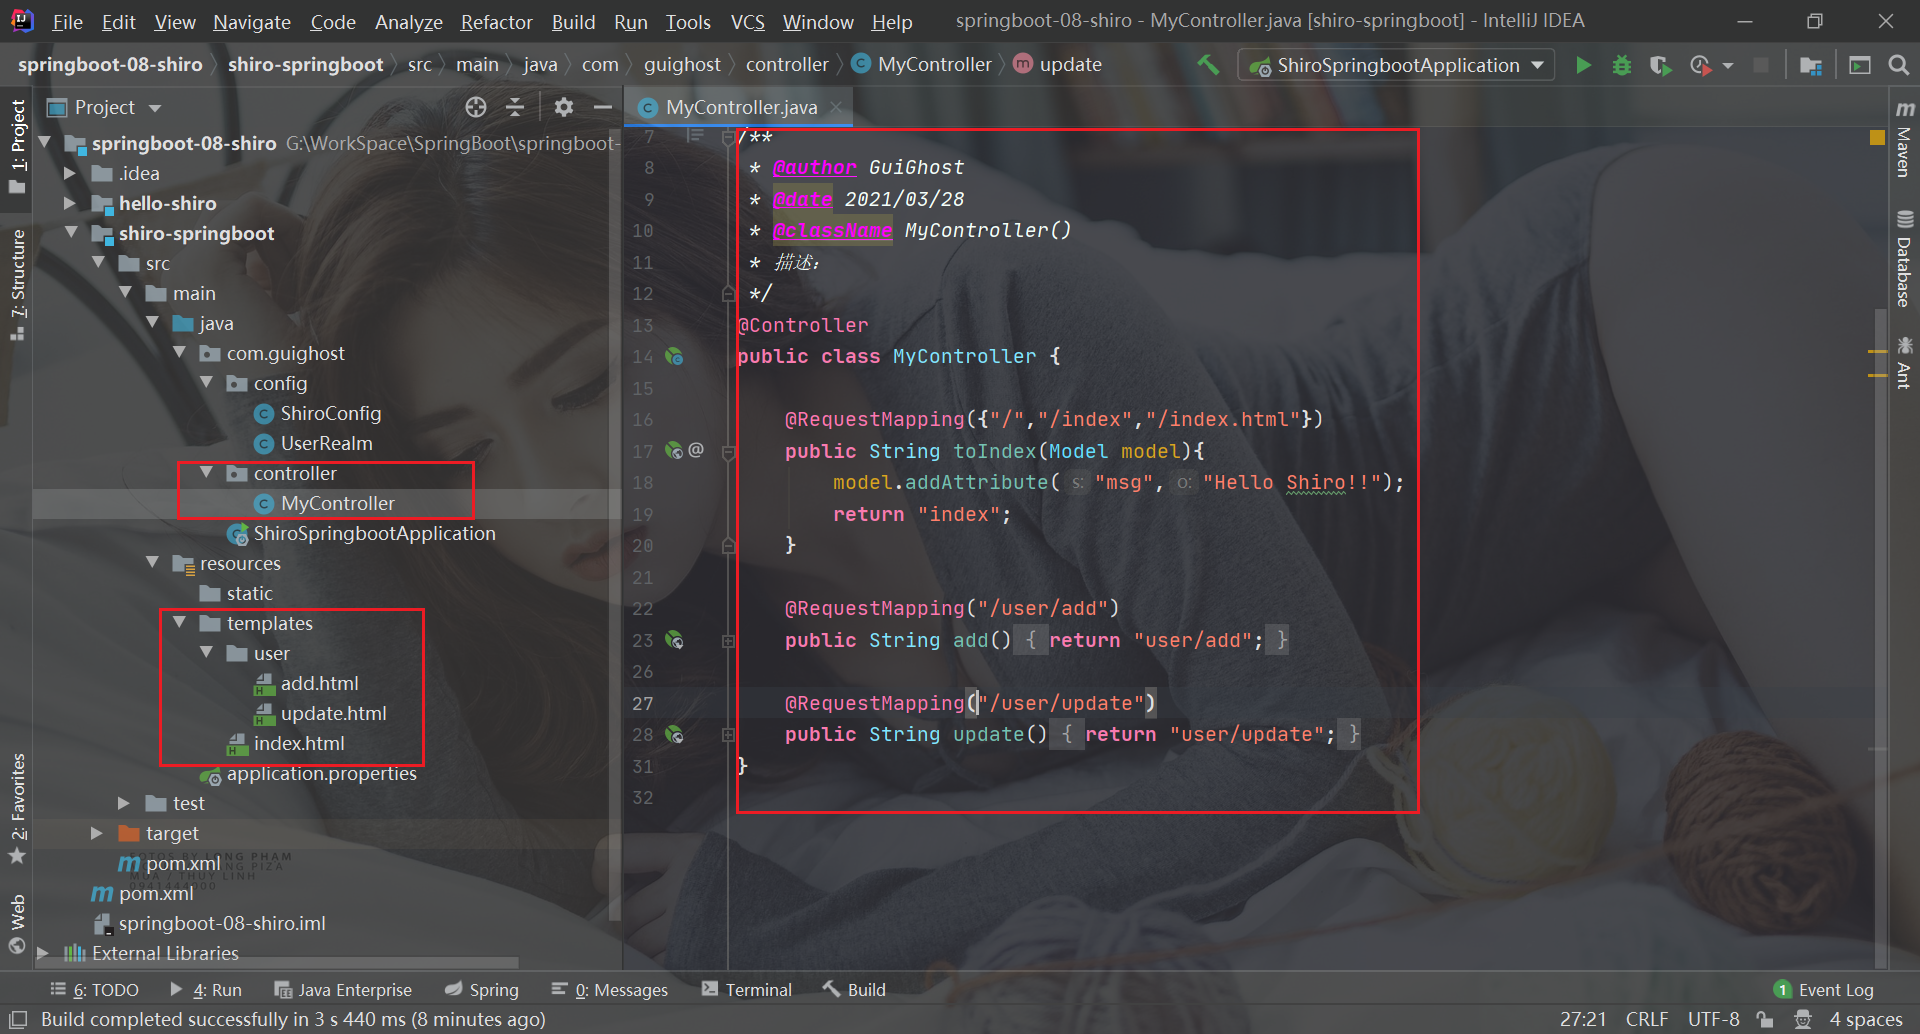 File Edit View Navigate Code Analyze Refactor Build Run Tools VCS Window Help springboot-08-shiro - MyController.java [shiro-springboot] - IntelliJ IDEA
springboot-08-shiro shiro-springboot src main java com guighost controller MyController update ShiroSpringbootApplication
Project
MyController.java
1: Project
7: Structure
2: Favorites
Web
springboot-08-shiro G:\WorkSpace\SpringBoot\springboot-
.idea
hello-shiro
shiro-springboot
src
main
java
com.guighost
config
ShiroConfig
UserRealm
controller
MyController
ShiroSpringbootApplication
resources
static
templates
user
add.html
update.html
index.html
application.properties
test
target
pom.xml
pom.xml
springboot-08-shiro.iml
External Libraries
7 /**
8 * @author GuiGhost
9 * @date 2021/03/28
10 * @className MyController()
11 * 描述：
12 */
13 @Controller
14 public class MyController {
15
16 @RequestMapping({"/","/index","/index.html"})
17 public String toIndex(Model model){
18 model.addAttribute( s: "msg", o: "Hello Shiro!!");
19 return "index";
20 }
21
22 @RequestMapping("/user/add")
23 public String add() { return "user/add"; }
26
27 @RequestMapping("/user/update")
28 public String update() { return "user/update"; }
31 }
32
Maven
Database
Ant
6: TODO 4: Run Java Enterprise Spring 0: Messages Terminal Build 1 Event Log
Build completed successfully in 3 s 440 ms (8 minutes ago) 27:21 CRLF UTF-8 4 spaces